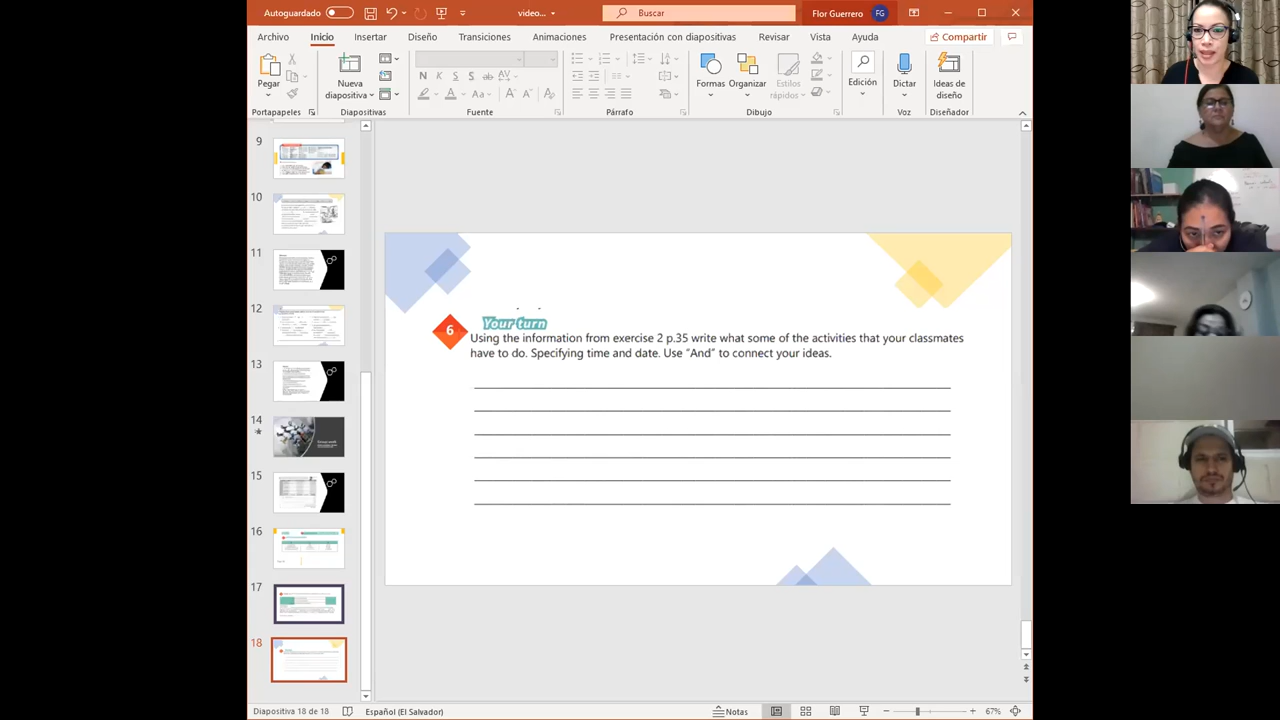 Autoguardado
video...
Buscar
Flor Guerrero
FG
Archivo
Inicio
Insertar
Diseño
Transiciones
Animaciones
Presentación con diapositivas
Revisar
Vista
Ayuda
Compartir
Pegar
Nueva
diapositiva
N K S S ab
Aa
Formas
Organizar
Estilos
rápidos
Edición
Dictar
Ideas de
diseño
Portapapeles
Diapositivas
Fuente
Párrafo
Dibujo
Voz
Diseñador
9
10
11
12
13
14
15
16
17
18
6
Your turn
Using the information from exercise 2 p.35 write what some of the activities that your classmates
have to do. Specifying time and date. Use “And” to connect your ideas.
Diapositiva 18 de 18
Español (El Salvador)
Notas
67%